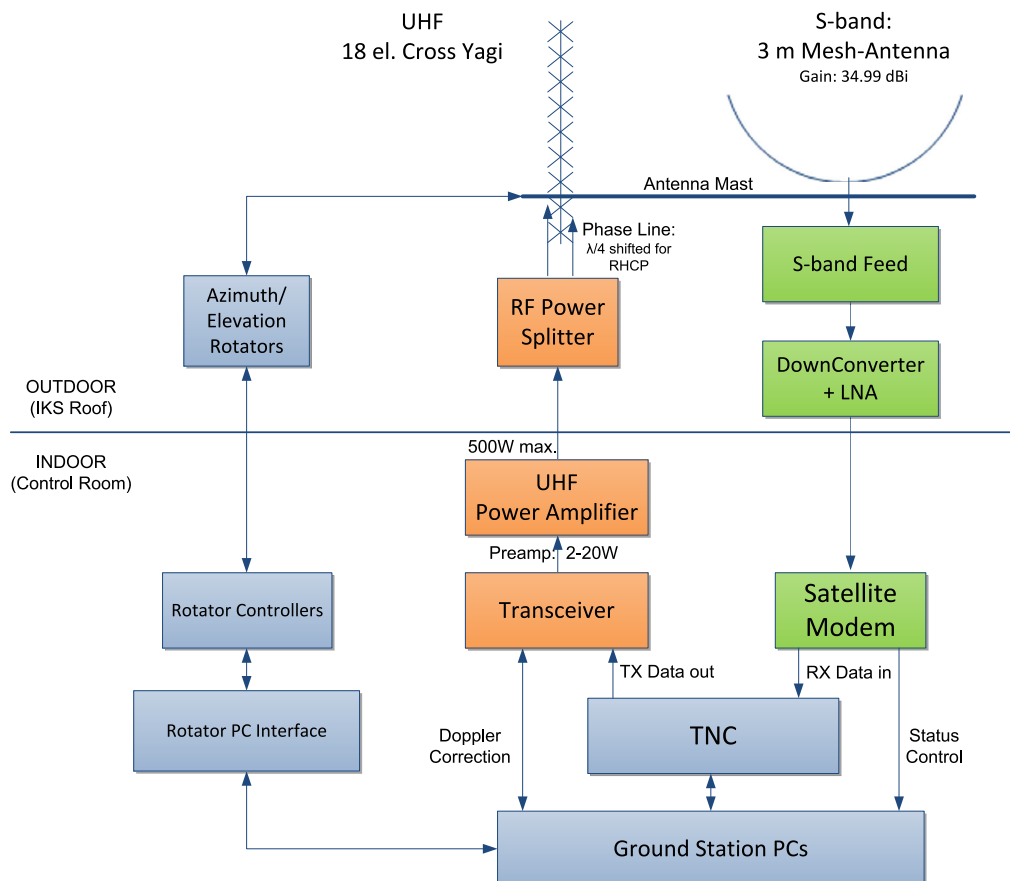 UHF
18 el. Cross Yagi
S-band:
3 m Mesh-Antenna
Gain: 34.99 dBi
Antenna Mast
Phase Line:
λ/4 shifted for
RHCP
S-band Feed
Azimuth/
Elevation
Rotators
RF Power
Splitter
DownConverter
+ LNA
OUTDOOR
(IKS Roof)
INDOOR
(Control Room)
500W max.
UHF
Power Amplifier
Preamp: 2-20W
Rotator Controllers
Transceiver
Satellite
Modem
TX Data out
RX Data in
Rotator PC Interface
TNC
Doppler
Correction
Status
Control
Ground Station PCs